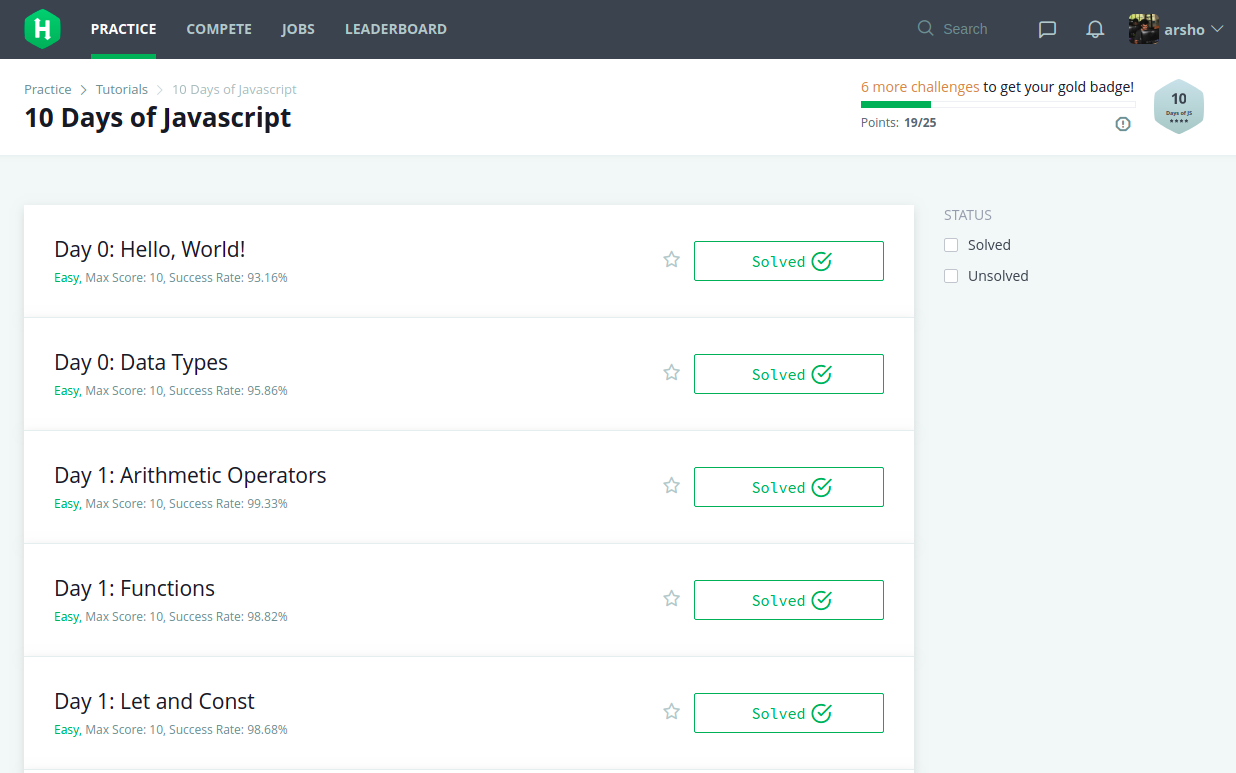 PRACTICE COMPETE JOBS LEADERBOARD Search arsho
Practice Tutorials 10 Days of Javascript
10 Days of Javascript
6 more challenges to get your gold badge!
Points: 19/25
10
Days of JS
STATUS
Solved
Unsolved
Day 0: Hello, World!
Easy, Max Score: 10, Success Rate: 93.16%
Solved
Day 0: Data Types
Easy, Max Score: 10, Success Rate: 95.86%
Solved
Day 1: Arithmetic Operators
Easy, Max Score: 10, Success Rate: 99.33%
Solved
Day 1: Functions
Easy, Max Score: 10, Success Rate: 98.82%
Solved
Day 1: Let and Const
Easy, Max Score: 10, Success Rate: 98.68%
Solved